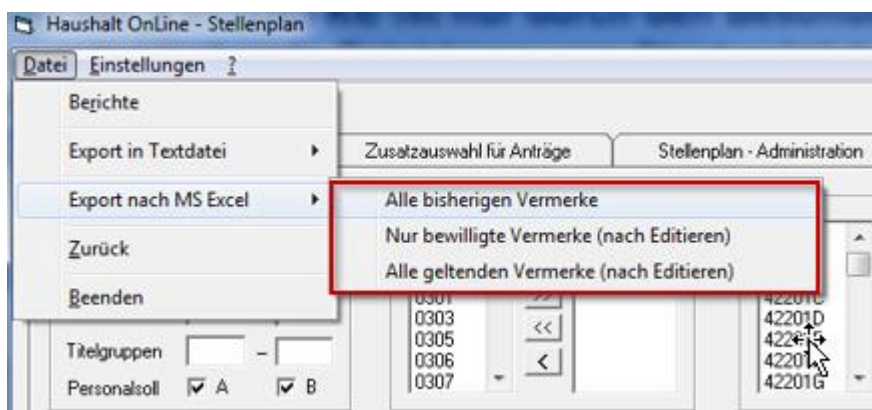 Haushalt OnLine - Stellenplan
Datei Einstellungen ?
Berichte
Export in Textdatei
Zusatzauswahl für Anträge
Stellenplan - Administration
Export nach MS Excel
Alle bisherigen Vermerke
Nur bewilligte Vermerke (nach Editieren)
Alle geltenden Vermerke (nach Editieren)
Zurück
Beenden
0301
0303
0305
0306
0307
>>
<<
<
42201C
42201D
42201G
Titelgruppen –
Personalsoll A B